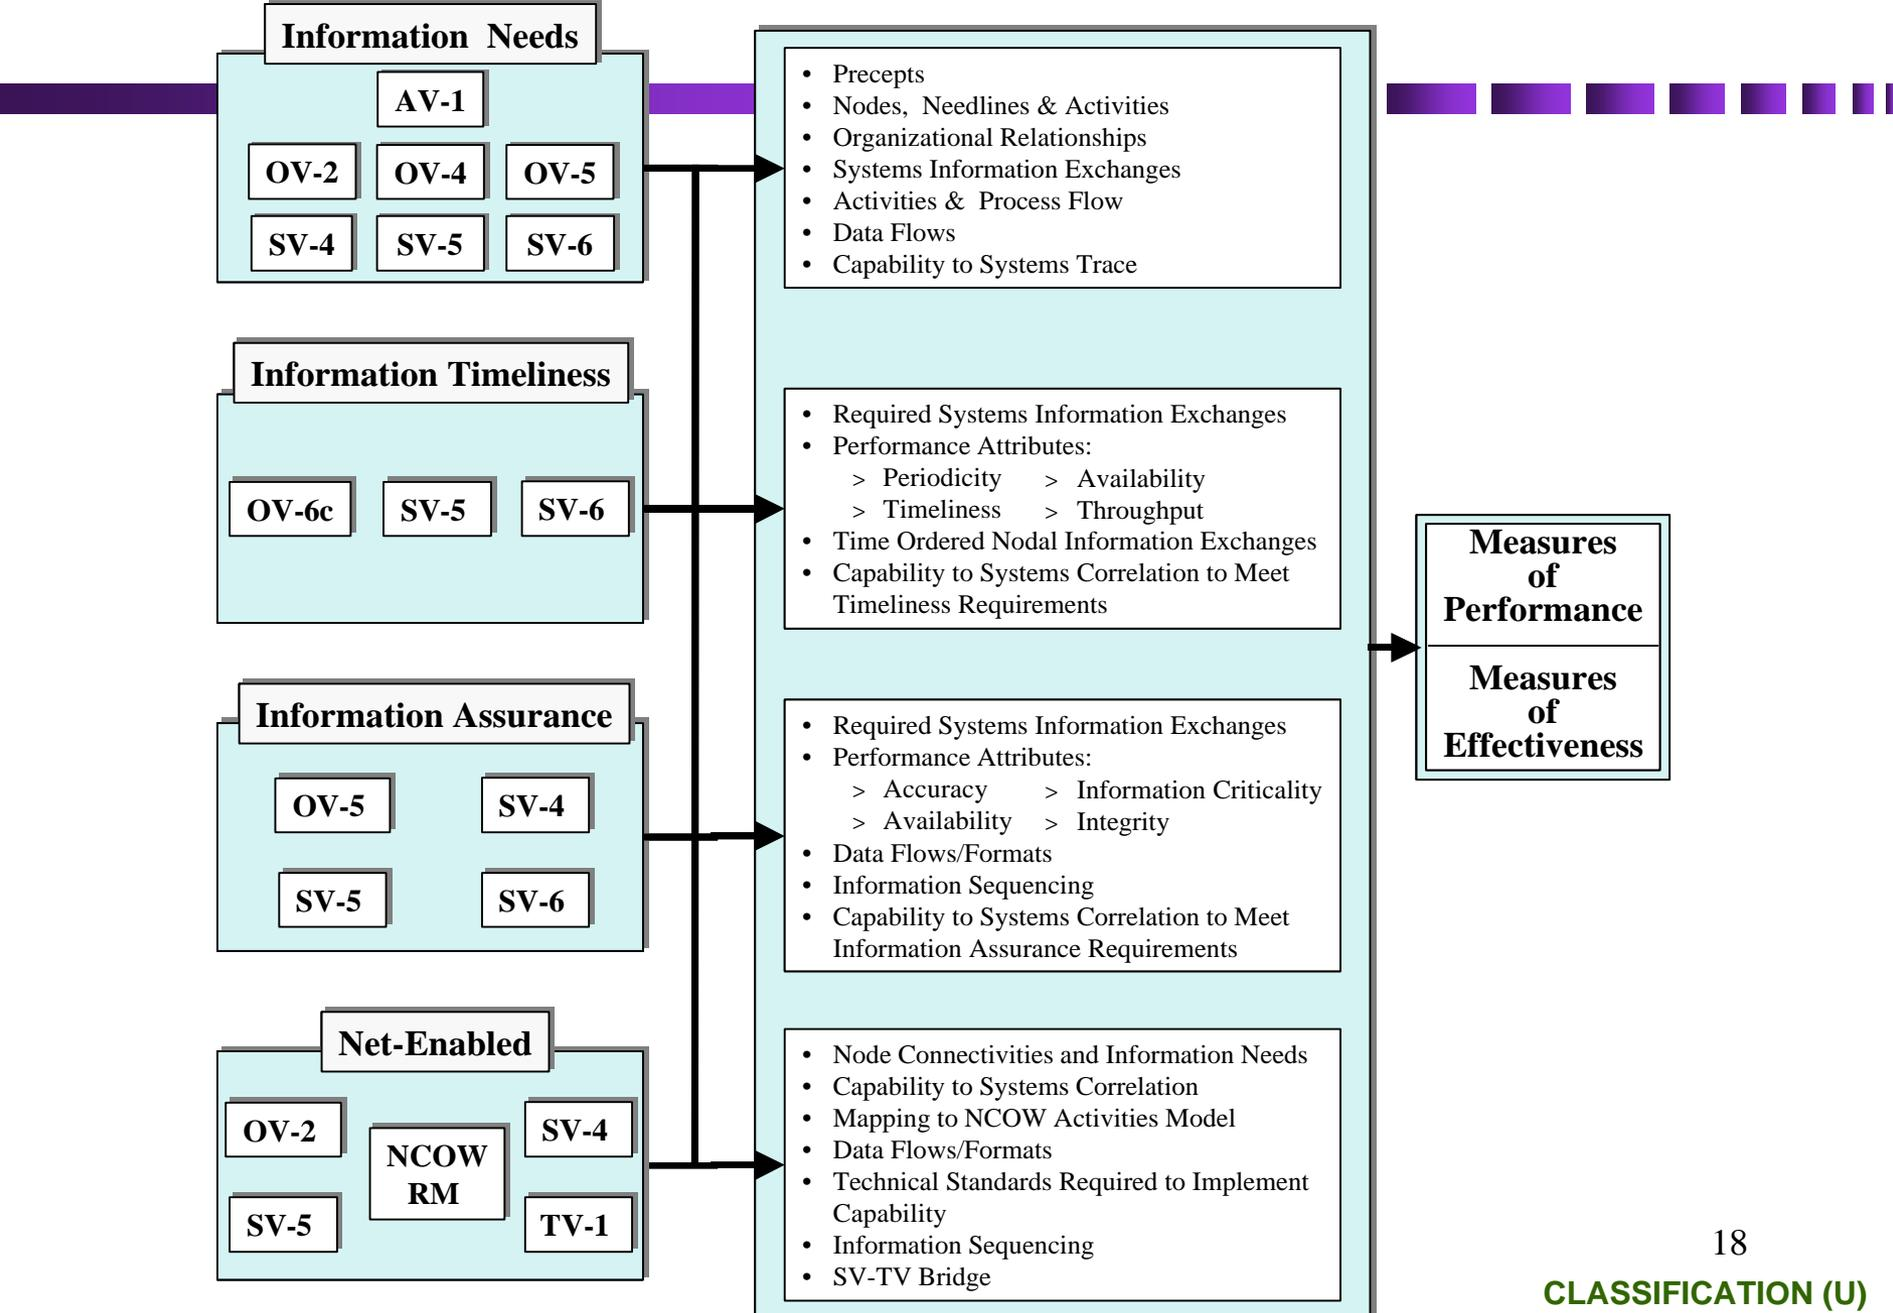 Information Needs
AV-1
OV-2 OV-4 OV-5
SV-4 SV-5 SV-6
• Precepts
• Nodes, Needlines & Activities
• Organizational Relationships
• Systems Information Exchanges
• Activities & Process Flow
• Data Flows
• Capability to Systems Trace
Information Timeliness
OV-6c SV-5 SV-6
• Required Systems Information Exchanges
• Performance Attributes:
> Periodicity > Availability
> Timeliness > Throughput
• Time Ordered Nodal Information Exchanges
• Capability to Systems Correlation to Meet
Timeliness Requirements
Information Assurance
OV-5 SV-4
SV-5 SV-6
• Required Systems Information Exchanges
• Performance Attributes:
> Accuracy > Information Criticality
> Availability > Integrity
• Data Flows/Formats
• Information Sequencing
• Capability to Systems Correlation to Meet
Information Assurance Requirements
Net-Enabled
OV-2 SV-4
NCOW
RM
SV-5 TV-1
• Node Connectivities and Information Needs
• Capability to Systems Correlation
• Mapping to NCOW Activities Model
• Data Flows/Formats
• Technical Standards Required to Implement
Capability
• Information Sequencing
• SV-TV Bridge
Measures
of
Performance
Measures
of
Effectiveness
18
CLASSIFICATION (U)